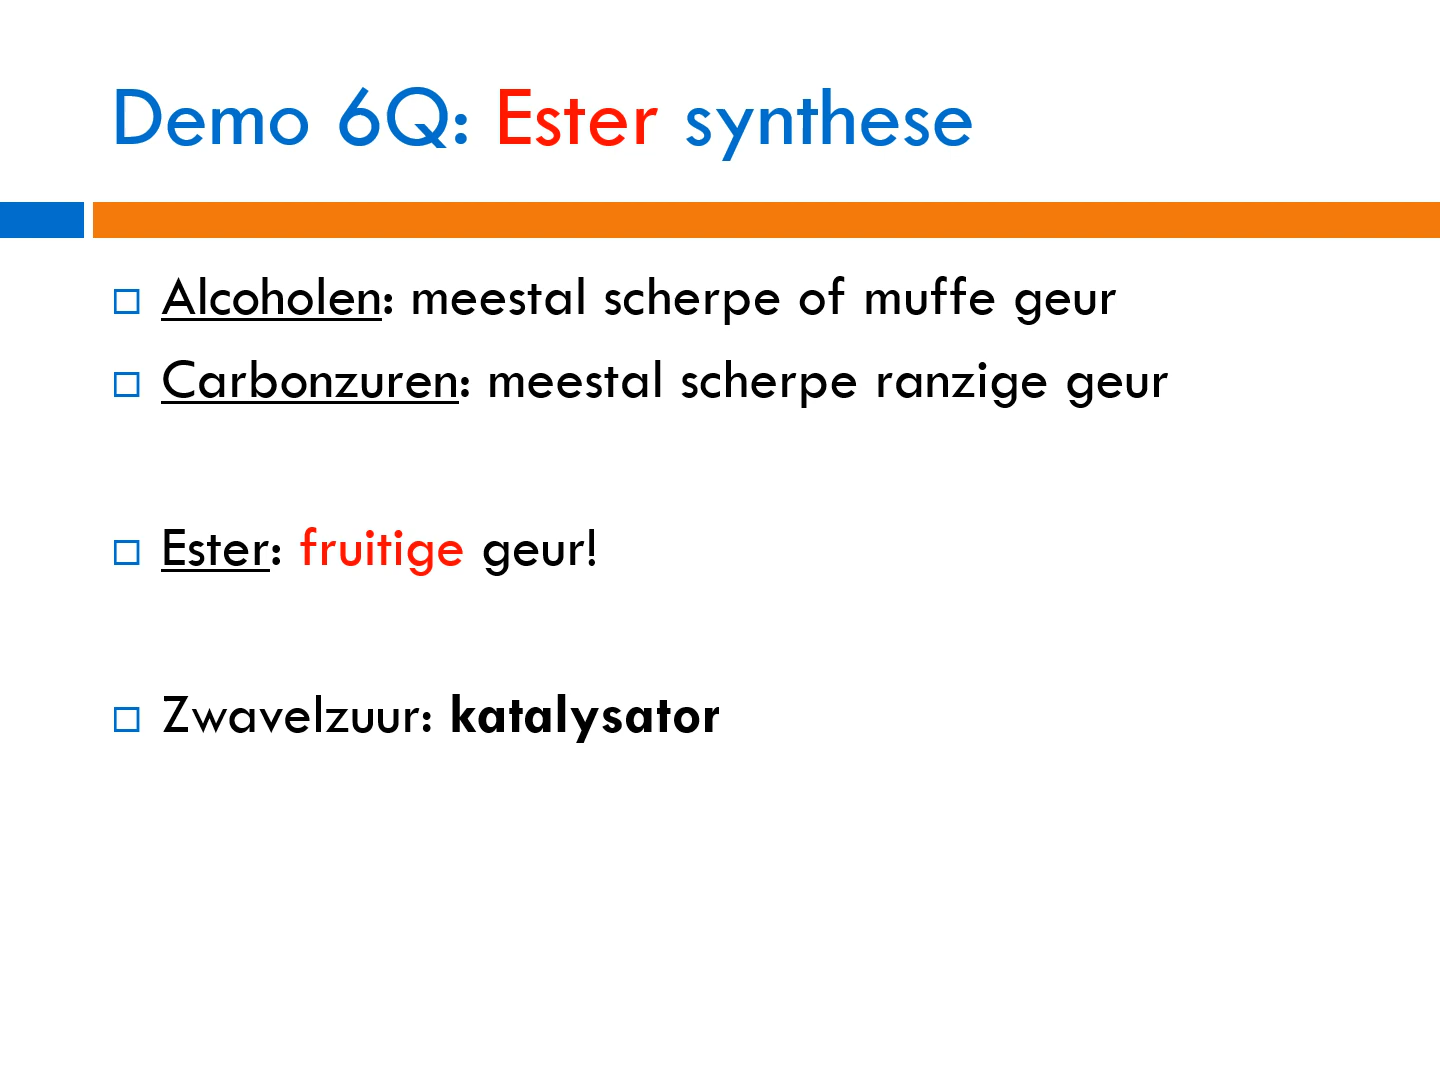 Demo 6Q: Ester synthese
Alcoholen: meestal scherpe of muffe geur
Carbonzuren: meestal scherpe ranzige geur
Ester: fruitige geur!
Zwavelzuur: katalysator